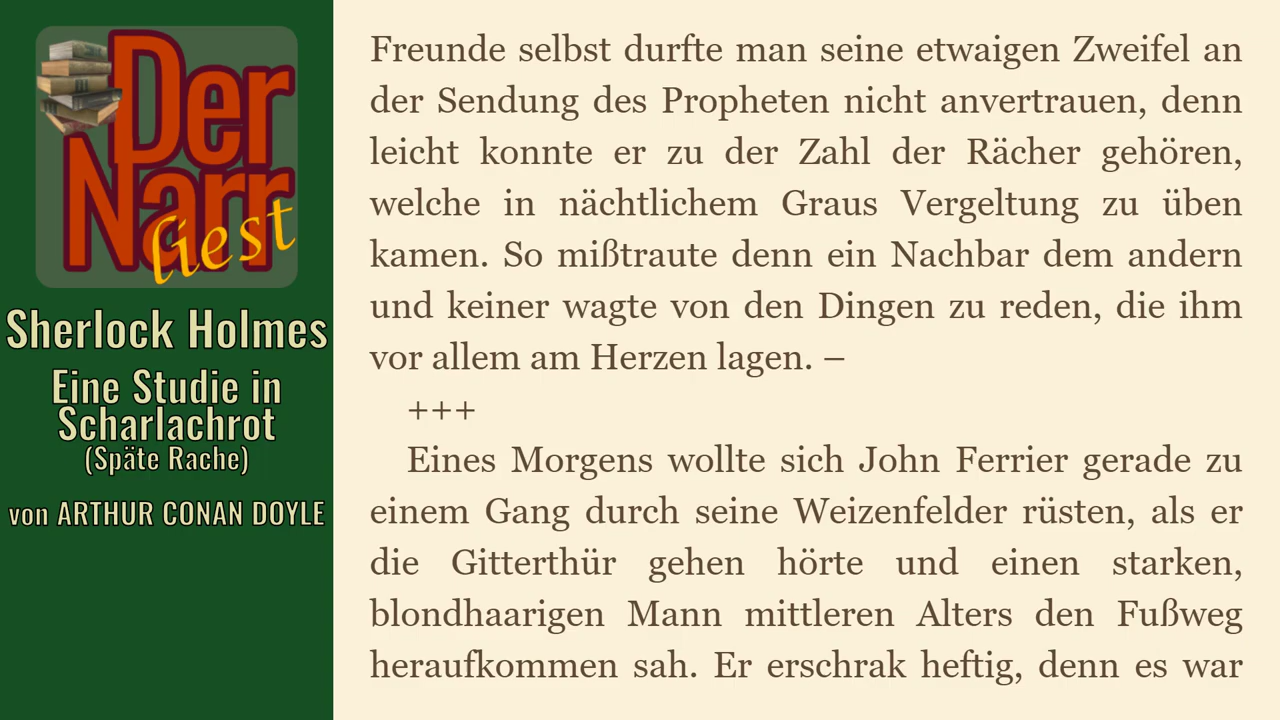 Der
Narr
liest
Sherlock Holmes
Eine Studie in
Scharlachrot
(Späte Rache)
von ARTHUR CONAN DOYLE
Freunde selbst durfte man seine etwaigen Zweifel an
der Sendung des Propheten nicht anvertrauen, denn
leicht konnte er zu der Zahl der Rächer gehören,
welche in nächtlichem Graus Vergeltung zu üben
kamen. So mißtraute denn ein Nachbar dem andern
und keiner wagte von den Dingen zu reden, die ihm
vor allem am Herzen lagen. –
+++
Eines Morgens wollte sich John Ferrier gerade zu
einem Gang durch seine Weizenfelder rüsten, als er
die Gitterthür gehen hörte und einen starken,
blondhaarigen Mann mittleren Alters den Fußweg
heraufkommen sah. Er erschrak heftig, denn es war